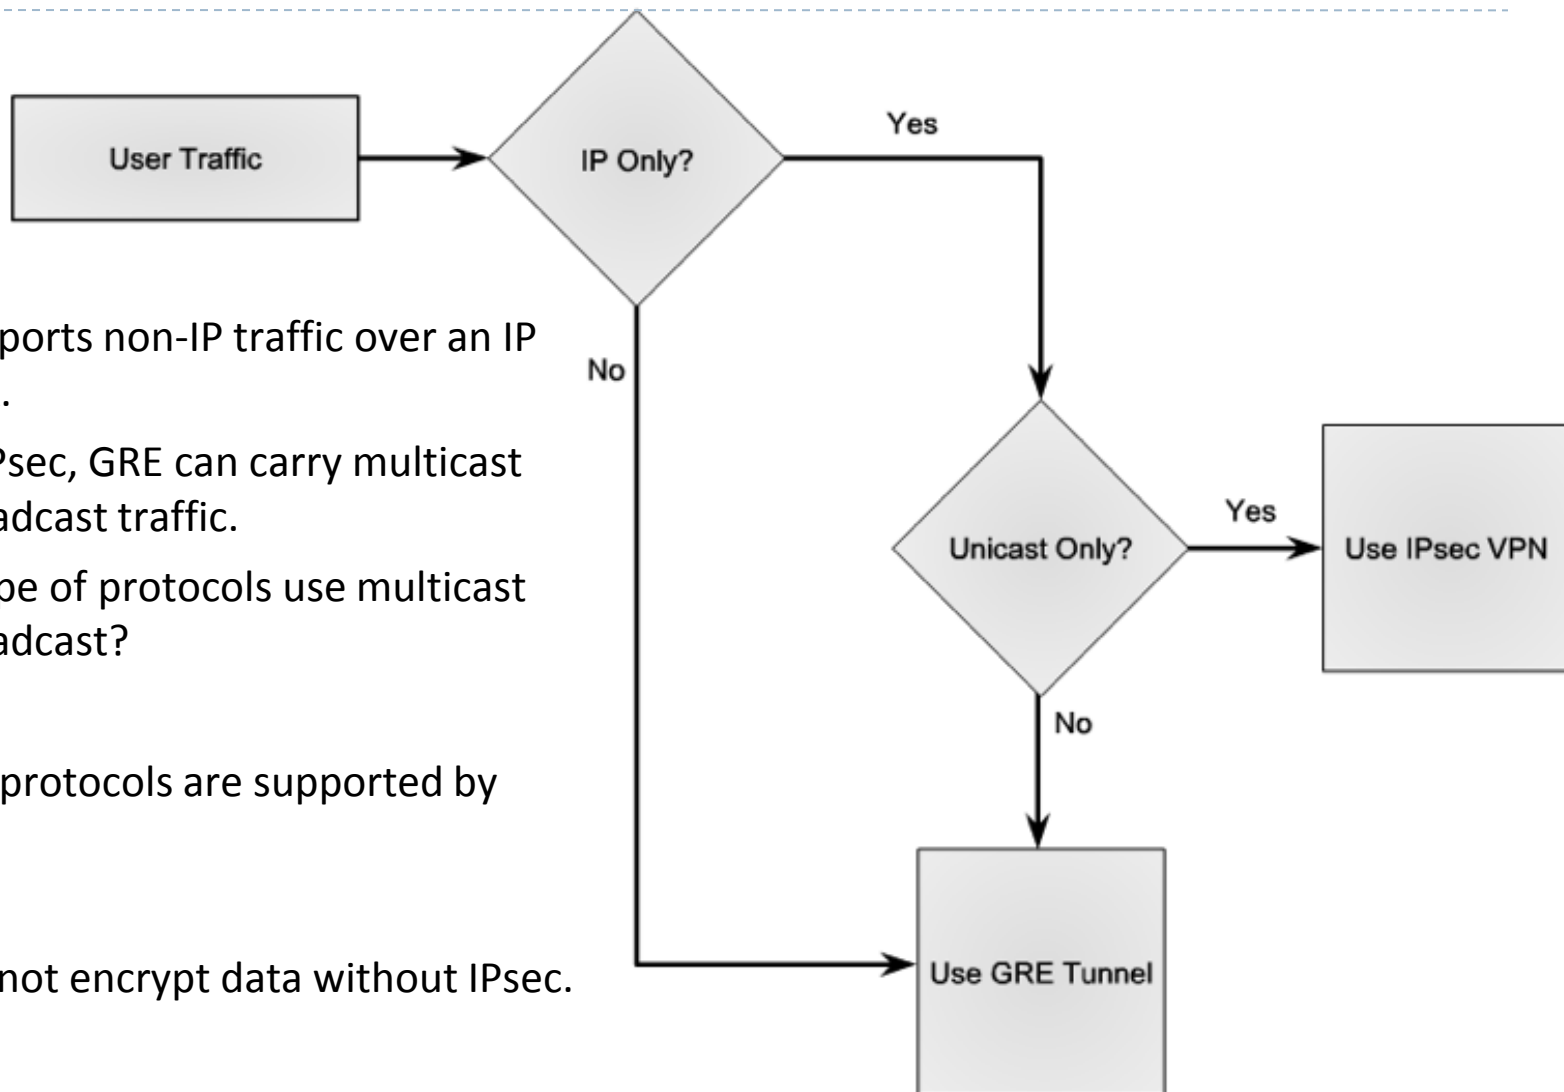 User Traffic
IP Only?
Yes
No
ports non-IP traffic over an IP
.
Psec, GRE can carry multicast
adcast traffic.
pe of protocols use multicast
adcast?
protocols are supported by
not encrypt data without IPsec.
Unicast Only?
Yes
Use IPsec VPN
No
Use GRE Tunnel